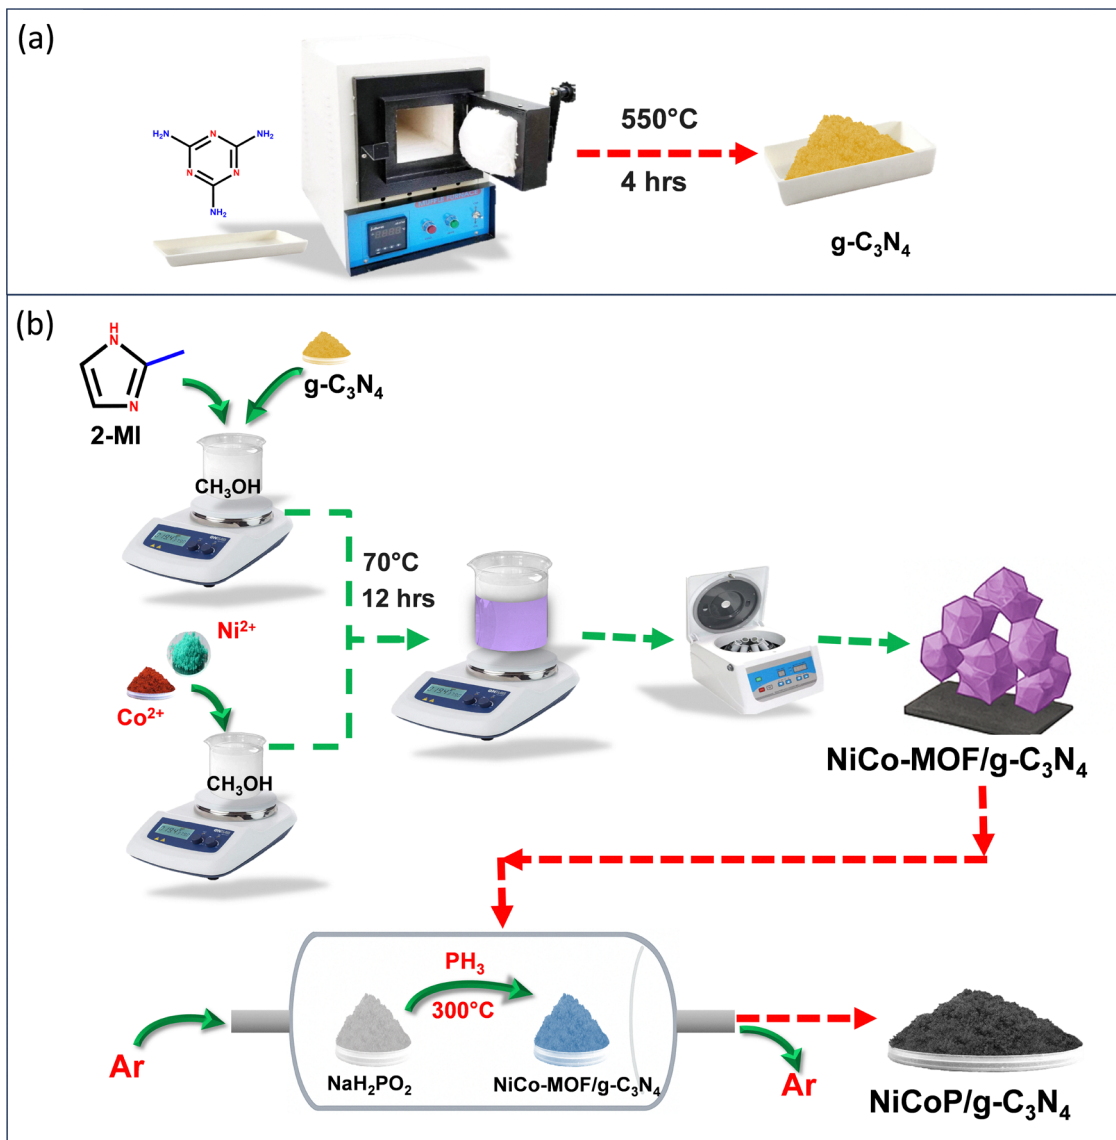 (a)
H₂N
N
NH₂
N
N
NH₂
550°C
4 hrs
g-C₃N₄
(b)
H
N
N
2-MI
g-C₃N₄
CH₃OH
70°C
12 hrs
Ni²⁺
Co²⁺
CH₃OH
NiCo-MOF/g-C₃N₄
PH₃
300°C
Ar
NaH₂PO₂
NiCo-MOF/g-C₃N₄
Ar
NiCoP/g-C₃N₄